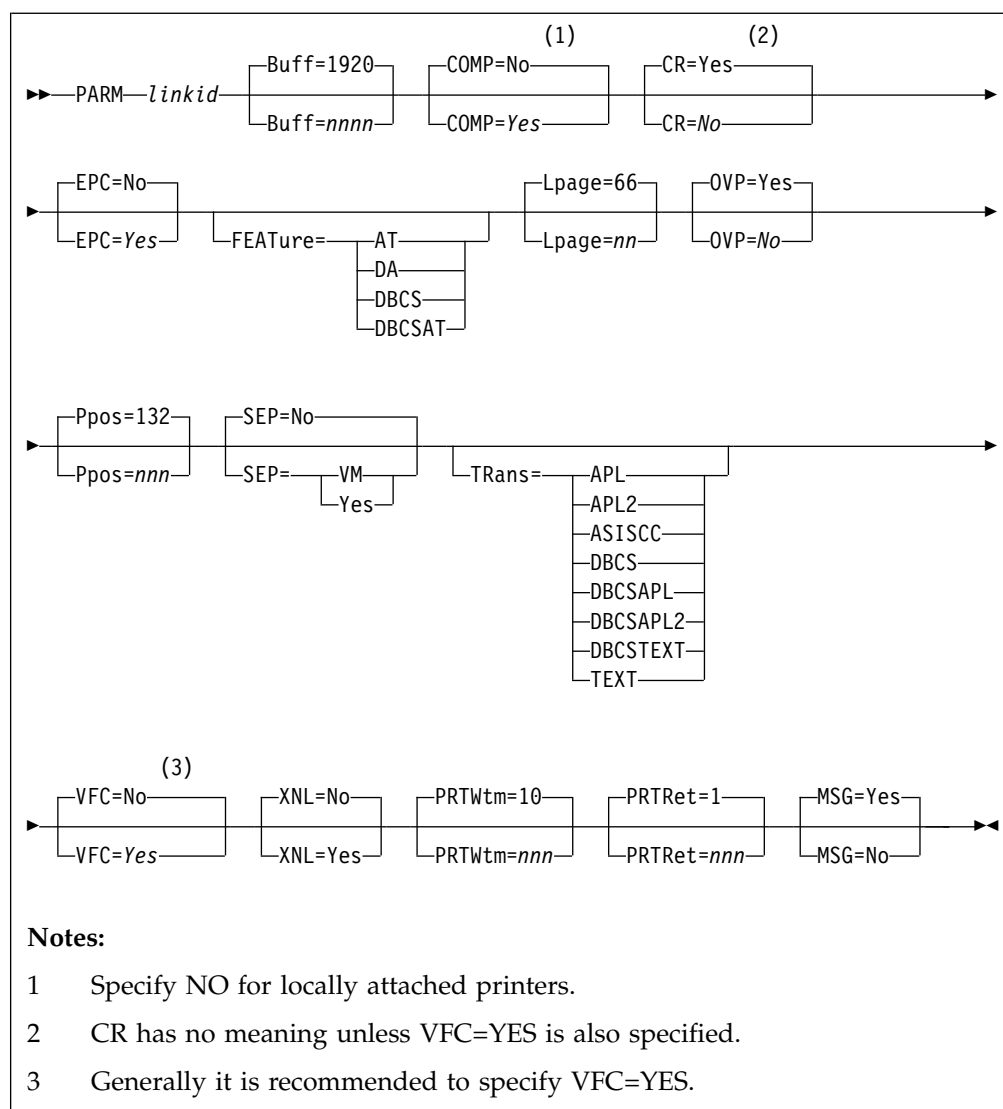 (1) (2)
Buff=1920 COMP=No CR=Yes
PARM linkid
Buff=nnnn COMP=Yes CR=No
EPC=No Lpage=66 OVP=Yes
EPC=Yes FEATure= AT Lpage=nn OVP=No
DA
DBCS
DBCSAT
Ppos=132 SEP=No
Ppos=nnn SEP= VM TRans= APL
Yes APL2
ASISCC
DBCS
DBCSAPL
DBCSAPL2
DBCSTEXT
TEXT
(3)
VFC=No XNL=No PRTWtm=10 PRTRet=1 MSG=Yes
VFC=Yes XNL=Yes PRTWtm=nnn PRTRet=nnn MSG=No
Notes:
1 Specify NO for locally attached printers.
2 CR has no meaning unless VFC=YES is also specified.
3 Generally it is recommended to specify VFC=YES.